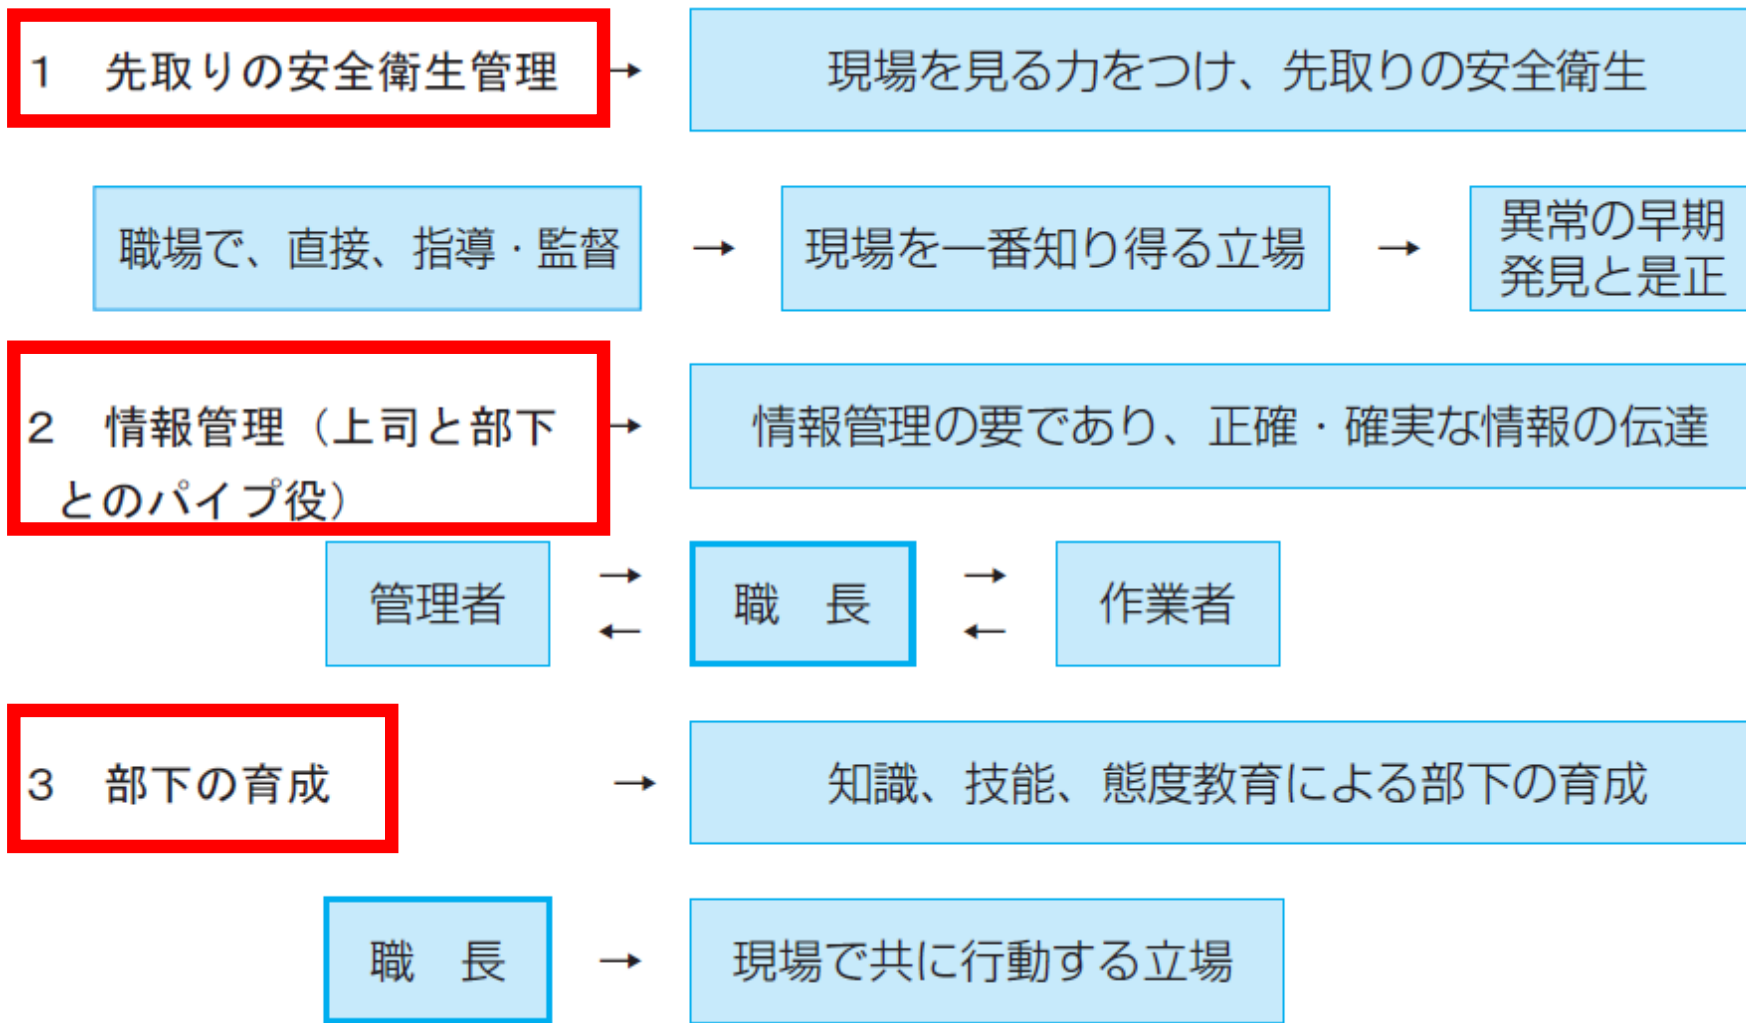 1　先取りの安全衛生管理 → 現場を見る力をつけ、先取りの安全衛生
職場で、直接、指導・監督 → 現場を一番知り得る立場 → 異常の早期
発見と是正
2　情報管理（上司と部下
とのパイプ役） → 情報管理の要であり、正確・確実な情報の伝達
管理者 → ← 職　長 → ← 作業者
3　部下の育成 → 知識、技能、態度教育による部下の育成
職　長 → 現場で共に行動する立場